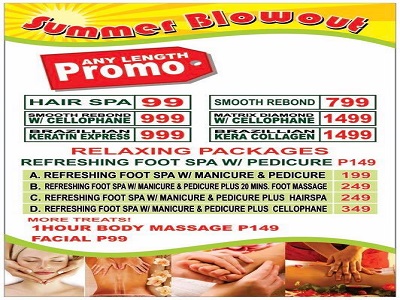 Summer Blowout
ANY LENGTH
Promo
HAIR SPA 99
SMOOTH REBOND 799
SMOOTH REBOND
W/ CELLOPHANE 999
MATRIX DIAMOND
W/ CELLOPHANE 1499
BRAZILLIAN
KERATIN EXPRESS 999
BRAZILLIAN
KERA COLLAGEN 1499
RELAXING PACKAGES
REFRESHING FOOT SPA W/ PEDICURE P149
A. REFRESHING FOOT SPA W/ MANICURE & PEDICURE 199
B. REFRESHING FOOT SPA W/ MANICURE & PEDICURE PLUS 20 MINS. FOOT MASSAGE 249
C. REFRESHING FOOT SPA W/ MANICURE & PEDICURE PLUS HAIRSPA 249
D. REFRESHING FOOT SPA W/ MANICURE & PEDICURE PLUS CELLOPHANE 349
MORE TREATS!
1HOUR BODY MASSAGE P149
FACIAL P99